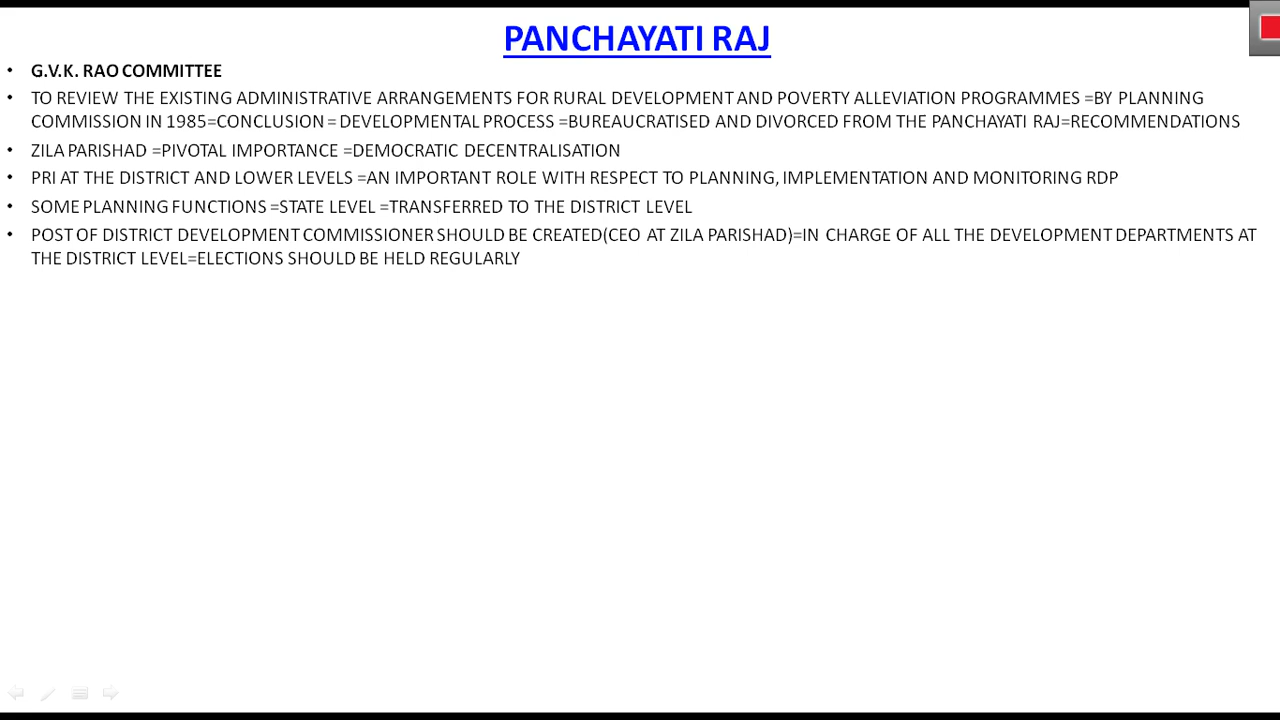 PANCHAYATI RAJ
• G.V.K. RAO COMMITTEE
• TO REVIEW THE EXISTING ADMINISTRATIVE ARRANGEMENTS FOR RURAL DEVELOPMENT AND POVERTY ALLEVIATION PROGRAMMES =BY PLANNING
COMMISSION IN 1985=CONCLUSION = DEVELOPMENTAL PROCESS =BUREAUCRATISED AND DIVORCED FROM THE PANCHAYATI RAJ=RECOMMENDATIONS
• ZILA PARISHAD =PIVOTAL IMPORTANCE =DEMOCRATIC DECENTRALISATION
• PRI AT THE DISTRICT AND LOWER LEVELS =AN IMPORTANT ROLE WITH RESPECT TO PLANNING, IMPLEMENTATION AND MONITORING RDP
• SOME PLANNING FUNCTIONS =STATE LEVEL =TRANSFERRED TO THE DISTRICT LEVEL
• POST OF DISTRICT DEVELOPMENT COMMISSIONER SHOULD BE CREATED(CEO AT ZILA PARISHAD)=IN CHARGE OF ALL THE DEVELOPMENT DEPARTMENTS AT
THE DISTRICT LEVEL=ELECTIONS SHOULD BE HELD REGULARLY